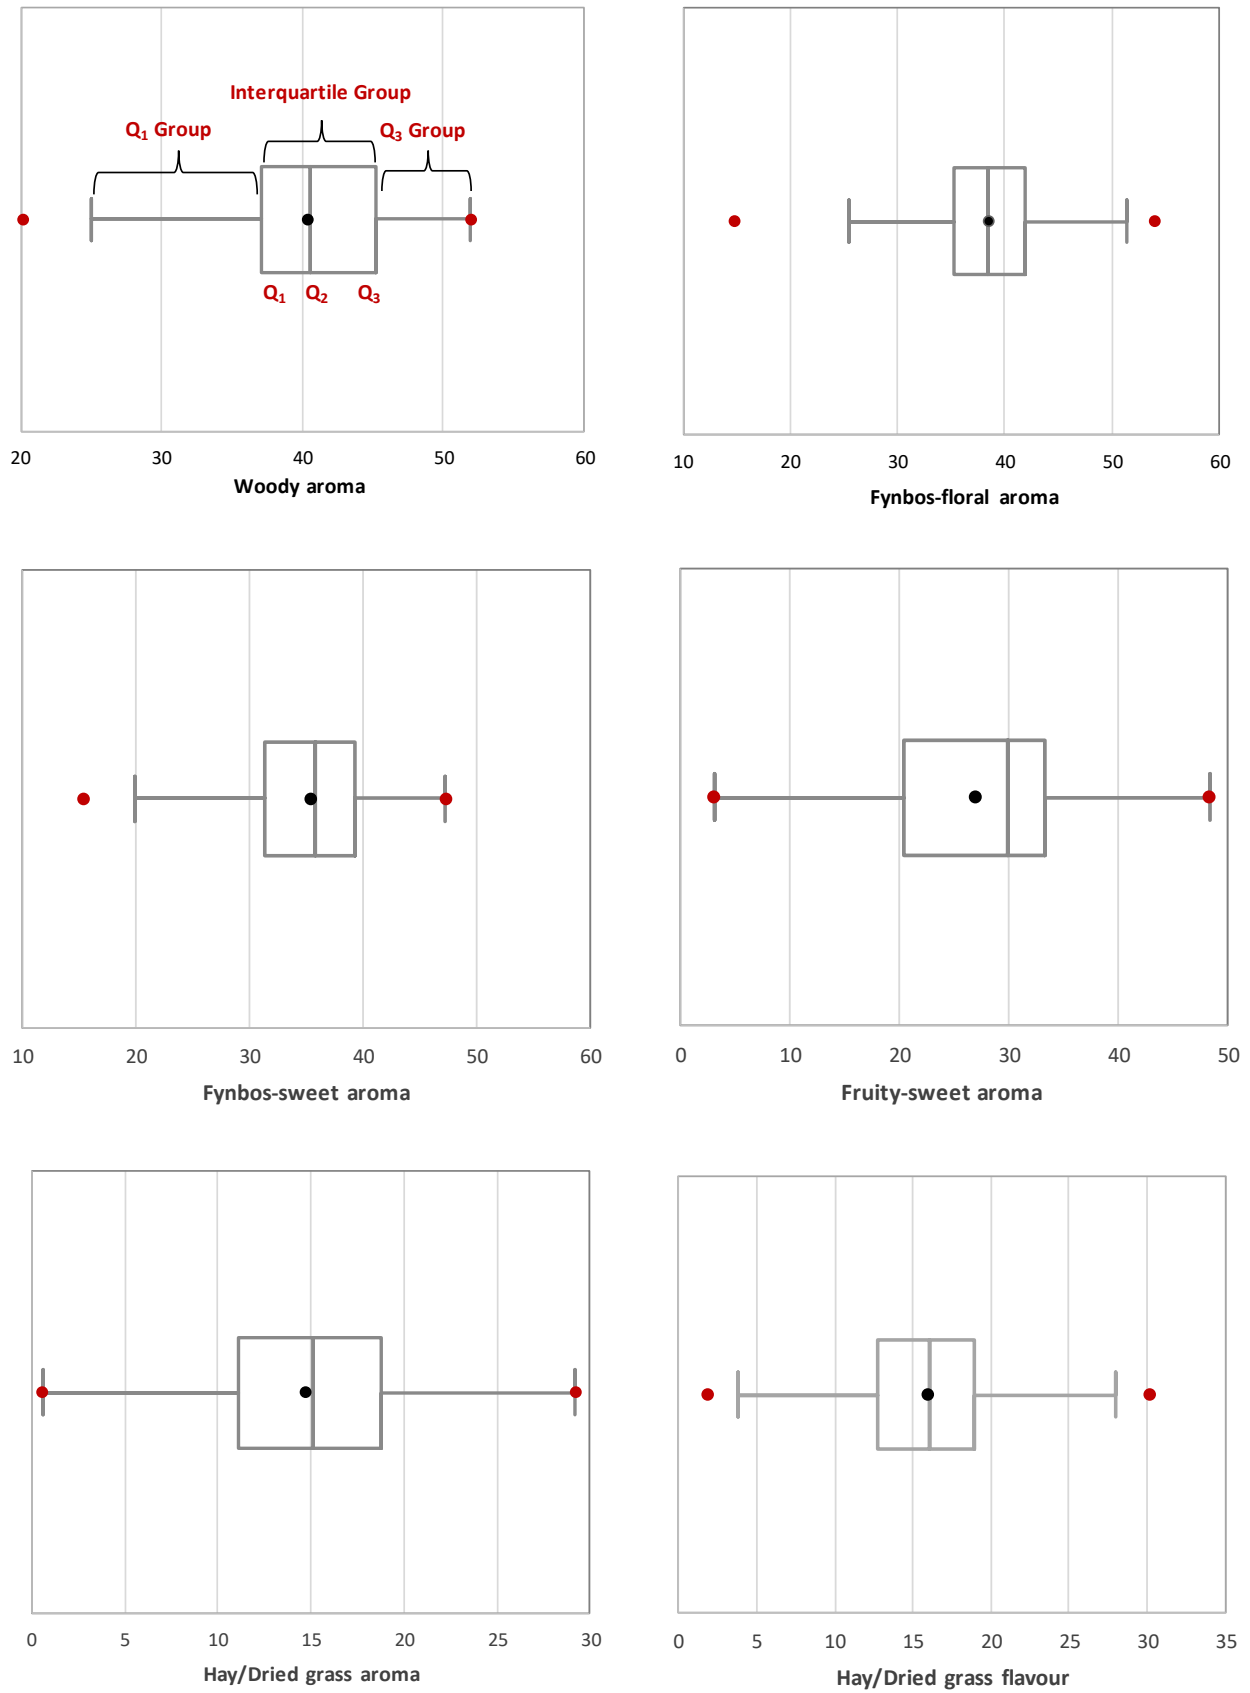 Interquartile Group
Q₁ Group
Q₃ Group
Q₁ Q₂ Q₃
20 30 40 50 60
Woody aroma
10 20 30 40 50 60
Fynbos-floral aroma
10 20 30 40 50 60
Fynbos-sweet aroma
0 10 20 30 40 50
Fruity-sweet aroma
0 5 10 15 20 25 30
Hay/Dried grass aroma
0 5 10 15 20 25 30 35
Hay/Dried grass flavour